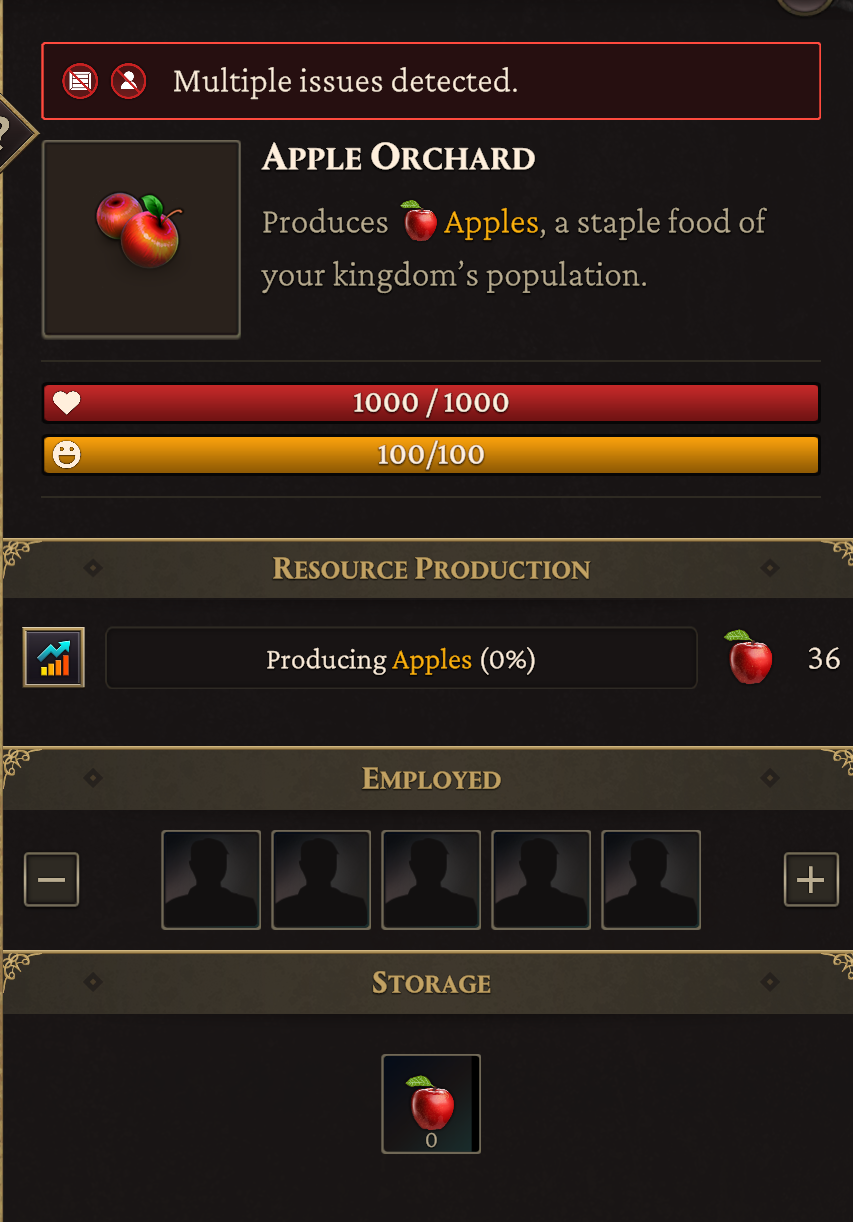 Multiple issues detected.
?
Apple Orchard
Produces Apples, a staple food of
your kingdom’s population.
1000 / 1000
100/100
Resource Production
Producing Apples (0%)
36
Employed
Storage
0